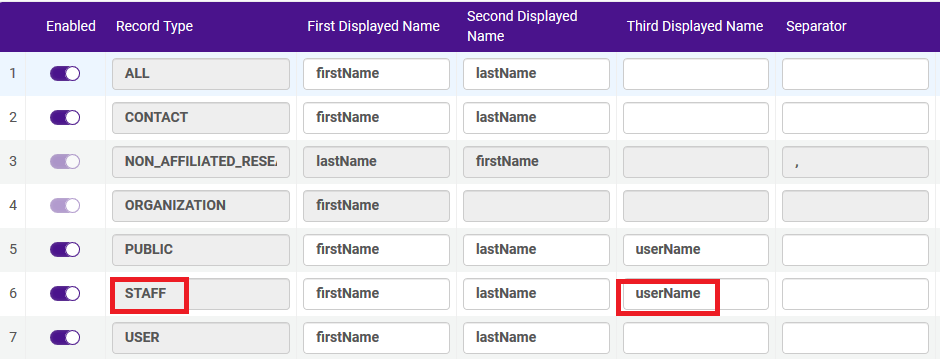 Enabled Record Type First Displayed Name Second Displayed Name Third Displayed Name Separator
1 ALL firstName lastName
2 CONTACT firstName lastName
3 NON_AFFILIATED_RESEA lastName firstName ,
4 ORGANIZATION firstName
5 PUBLIC firstName lastName userName
6 STAFF firstName lastName userName
7 USER firstName lastName